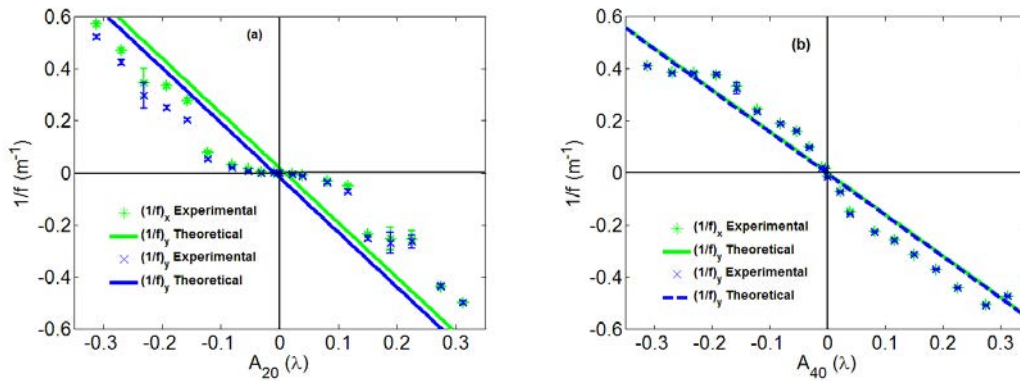 (a)
0.6
0.4
0.2
0
-0.2
-0.4
-0.6
1/f (m⁻¹)
(1/f)ₓ Experimental
(1/f)ᵧ Theoretical
(1/f)ᵧ Experimental
(1/f)ᵧ Theoretical
-0.3 -0.2 -0.1 0 0.1 0.2 0.3
A₂₀ (λ)
(b)
0.6
0.4
0.2
0
-0.2
-0.4
-0.6
1/f (m⁻¹)
(1/f)ₓ Experimental
(1/f)ᵧ Theoretical
(1/f)ᵧ Experimental
(1/f)ᵧ Theoretical
-0.3 -0.2 -0.1 0 0.1 0.2 0.3
A₄₀ (λ)